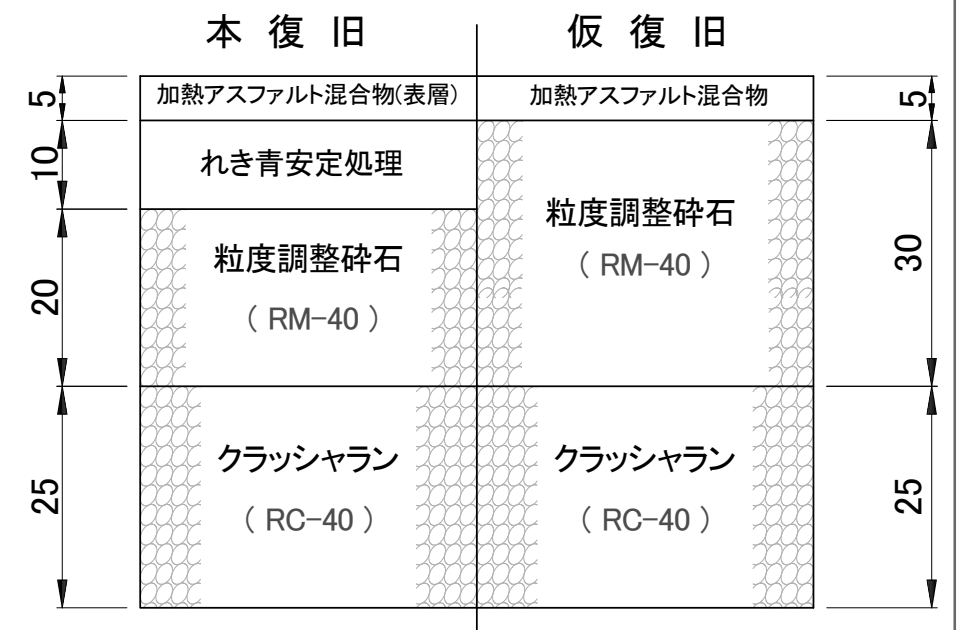 本復旧
仮復旧
5
加熱アスファルト混合物(表層)
加熱アスファルト混合物
5
10
れき青安定処理
20
粒度調整砕石
( RM-40 )
粒度調整砕石
( RM-40 )
30
25
クラッシャラン
( RC-40 )
クラッシャラン
( RC-40 )
25